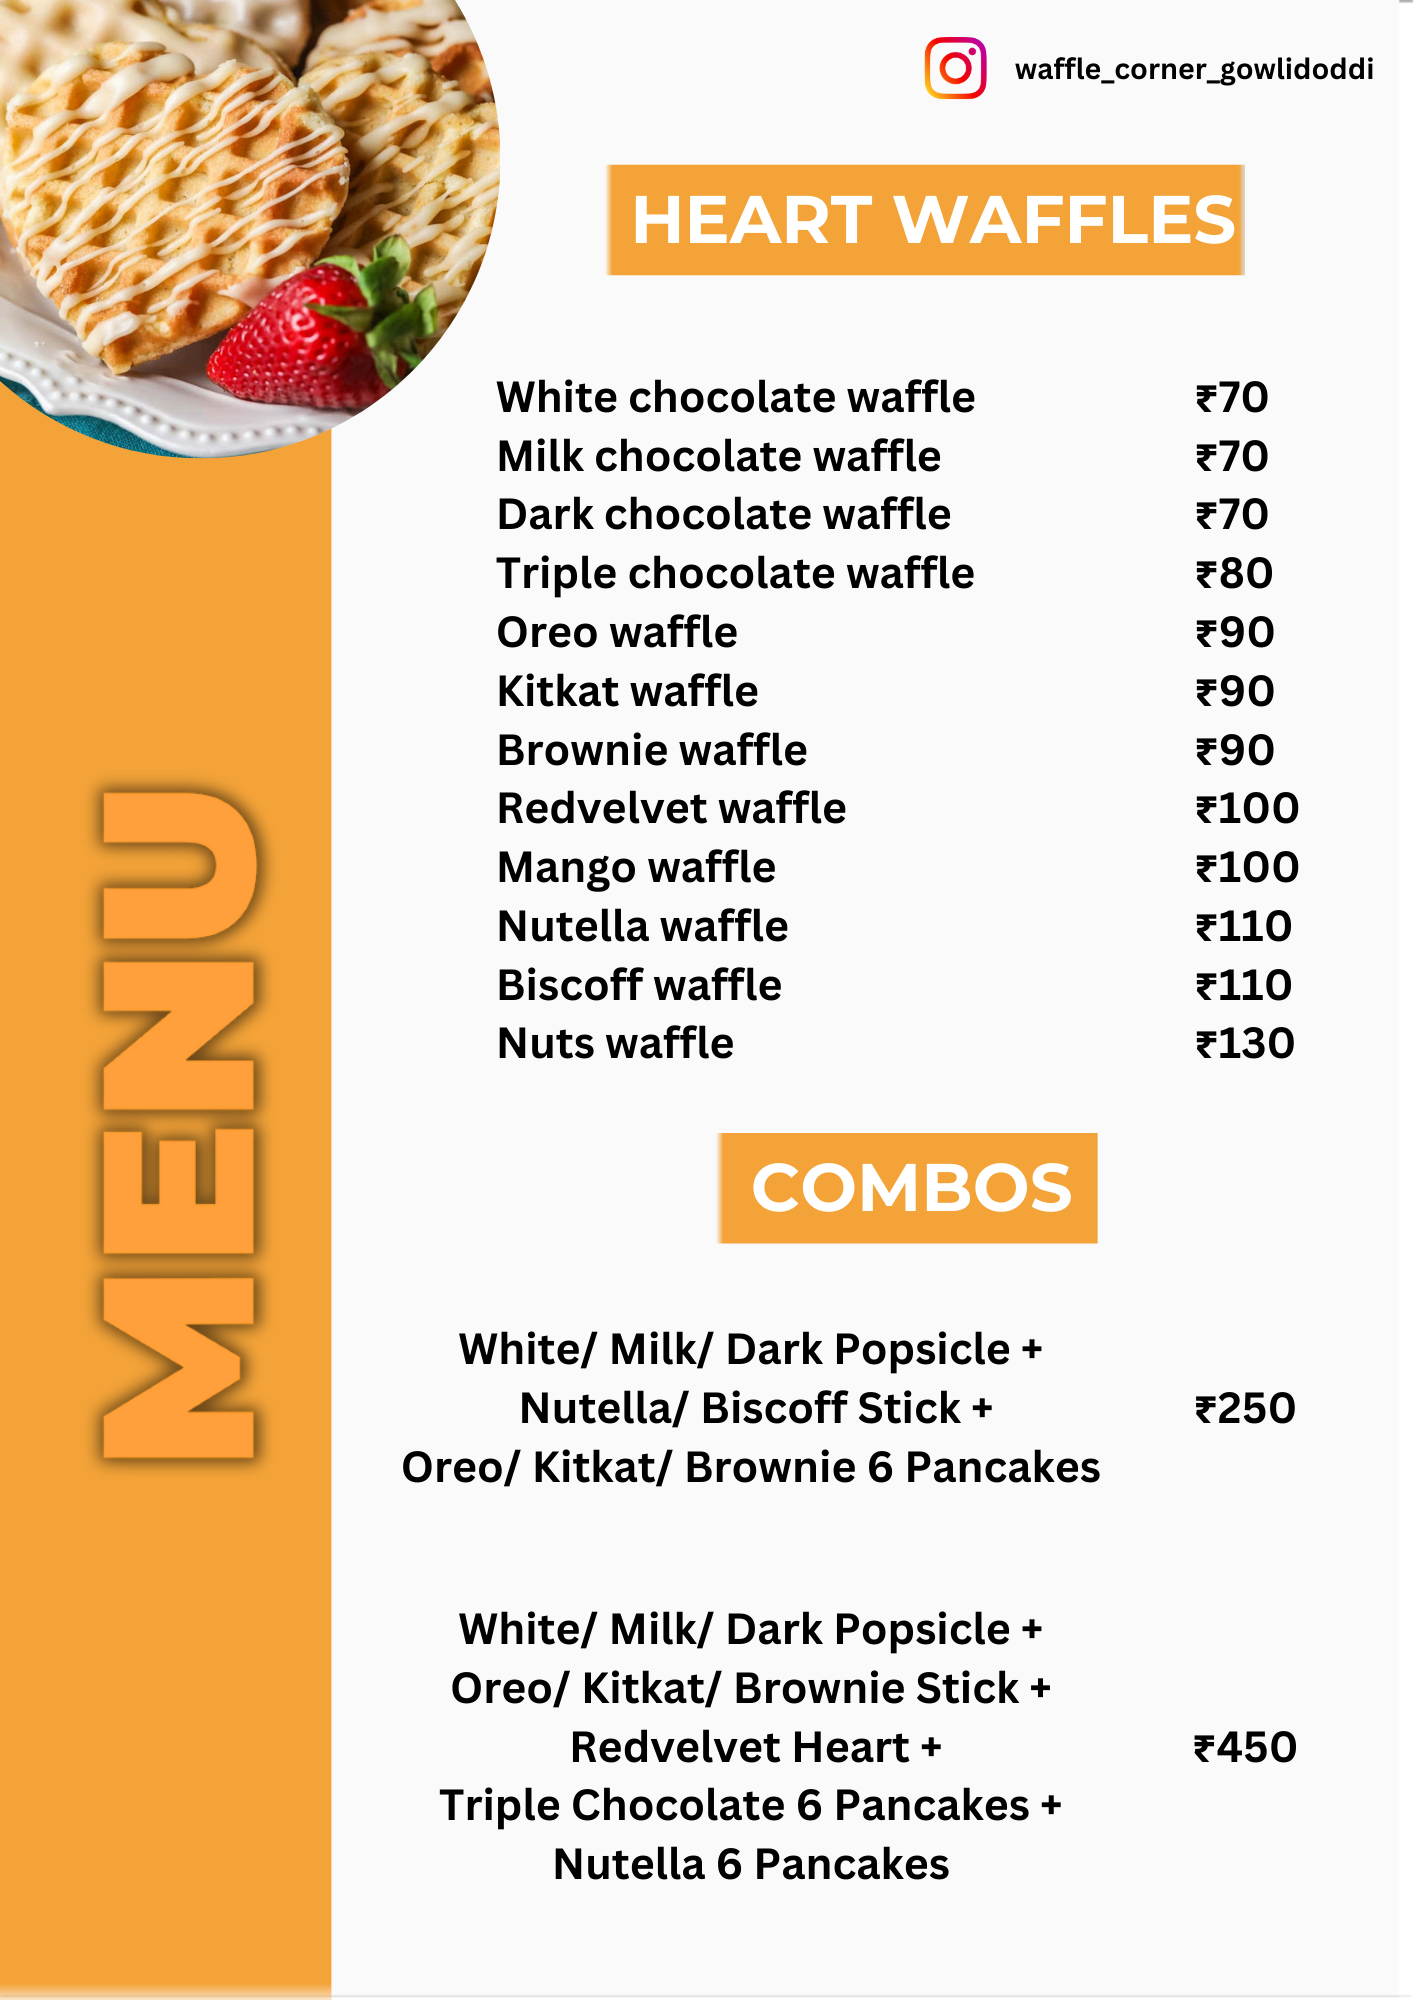 waffle_corner_gowlidoddi
HEART WAFFLES
White chocolate waffle ₹70
Milk chocolate waffle ₹70
Dark chocolate waffle ₹70
Triple chocolate waffle ₹80
Oreo waffle ₹90
Kitkat waffle ₹90
Brownie waffle ₹90
Redvelvet waffle ₹100
Mango waffle ₹100
Nutella waffle ₹110
Biscoff waffle ₹110
Nuts waffle ₹130
MENU
COMBOS
White/ Milk/ Dark Popsicle +
Nutella/ Biscoff Stick + ₹250
Oreo/ Kitkat/ Brownie 6 Pancakes
White/ Milk/ Dark Popsicle +
Oreo/ Kitkat/ Brownie Stick +
Redvelvet Heart + ₹450
Triple Chocolate 6 Pancakes +
Nutella 6 Pancakes